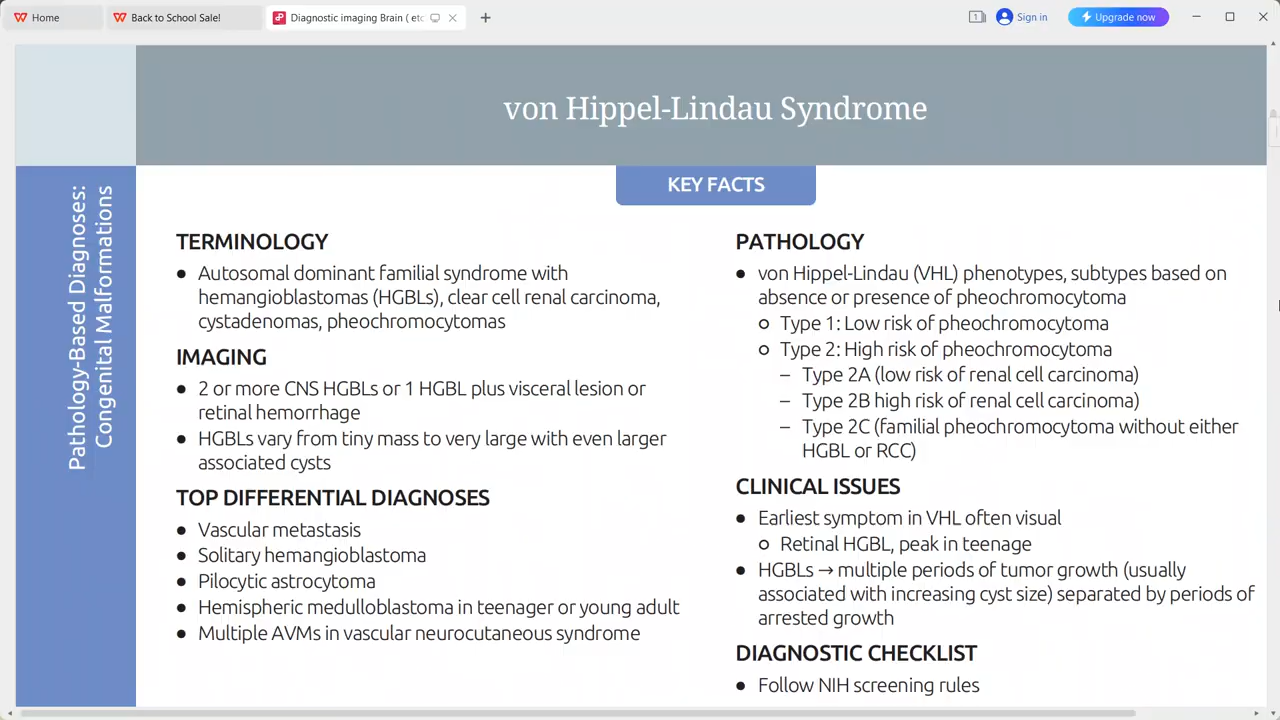 Home
Back to School Sale!
Diagnostic imaging Brain ( etc
Sign in
Upgrade now
von Hippel-Lindau Syndrome
Pathology-Based Diagnoses:
Congenital Malformations
KEY FACTS
TERMINOLOGY
● Autosomal dominant familial syndrome with
hemangioblastomas (HGBLs), clear cell renal carcinoma,
cystadenomas, pheochromocytomas
IMAGING
● 2 or more CNS HGBLs or 1 HGBL plus visceral lesion or
retinal hemorrhage
● HGBLs vary from tiny mass to very large with even larger
associated cysts
TOP DIFFERENTIAL DIAGNOSES
● Vascular metastasis
● Solitary hemangioblastoma
● Pilocytic astrocytoma
● Hemispheric medulloblastoma in teenager or young adult
● Multiple AVMs in vascular neurocutaneous syndrome
PATHOLOGY
● von Hippel-Lindau (VHL) phenotypes, subtypes based on
absence or presence of pheochromocytoma
○ Type 1: Low risk of pheochromocytoma
○ Type 2: High risk of pheochromocytoma
– Type 2A (low risk of renal cell carcinoma)
– Type 2B high risk of renal cell carcinoma)
– Type 2C (familial pheochromocytoma without either
HGBL or RCC)
CLINICAL ISSUES
● Earliest symptom in VHL often visual
○ Retinal HGBL, peak in teenage
● HGBLs → multiple periods of tumor growth (usually
associated with increasing cyst size) separated by periods of
arrested growth
DIAGNOSTIC CHECKLIST
● Follow NIH screening rules